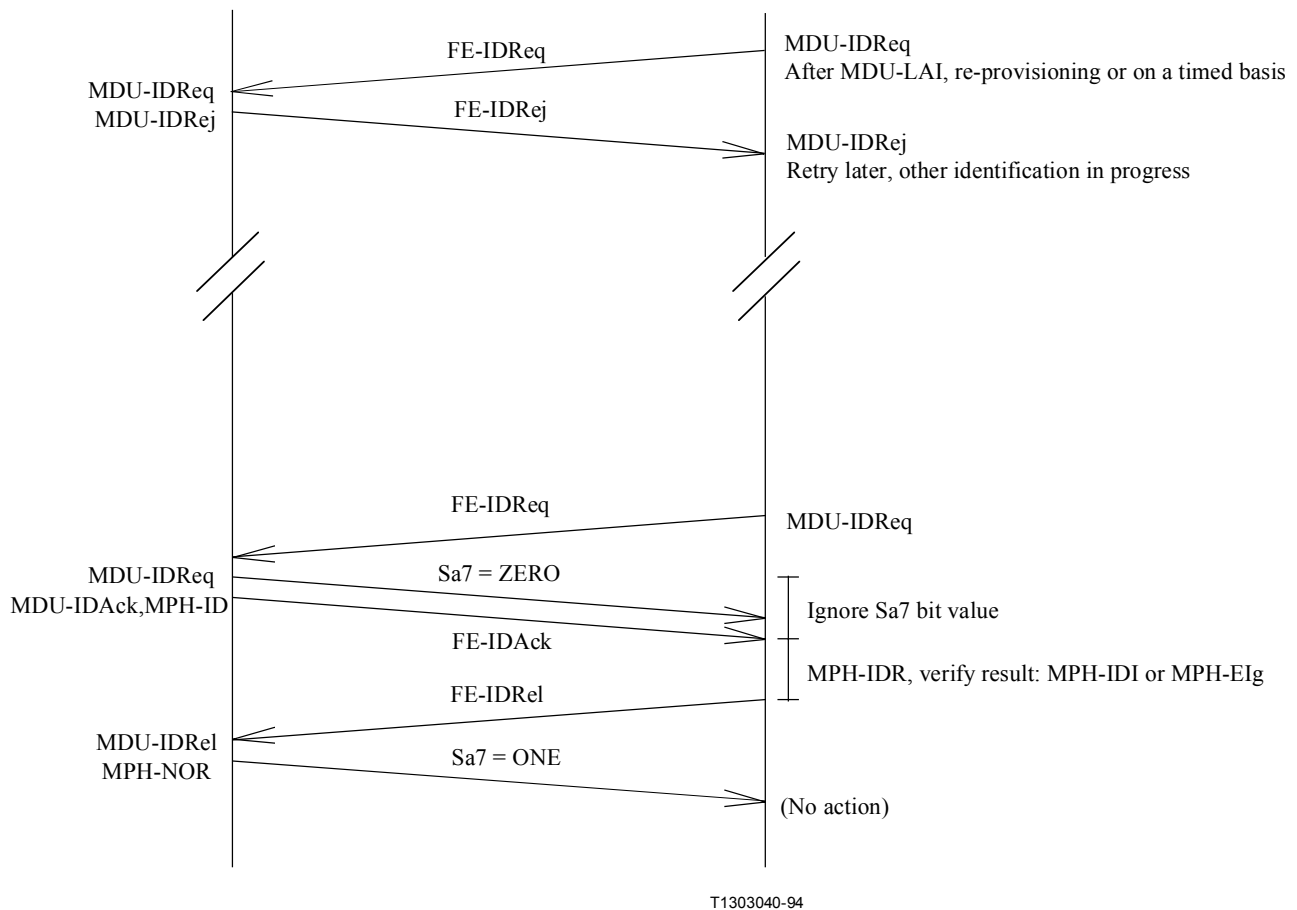 FE-IDReq
MDU-IDReq
After MDU-LAI, re-provisioning or on a timed basis
MDU-IDReq
MDU-IDRej
FE-IDRej
MDU-IDRej
Retry later, other identification in progress
FE-IDReq
MDU-IDReq
MDU-IDReq
Sa7 = ZERO
MDU-IDAck,MPH-ID
Ignore Sa7 bit value
FE-IDAck
MPH-IDR, verify result: MPH-IDI or MPH-EIg
FE-IDRel
MDU-IDRel
MPH-NOR
Sa7 = ONE
(No action)
T1303040-94